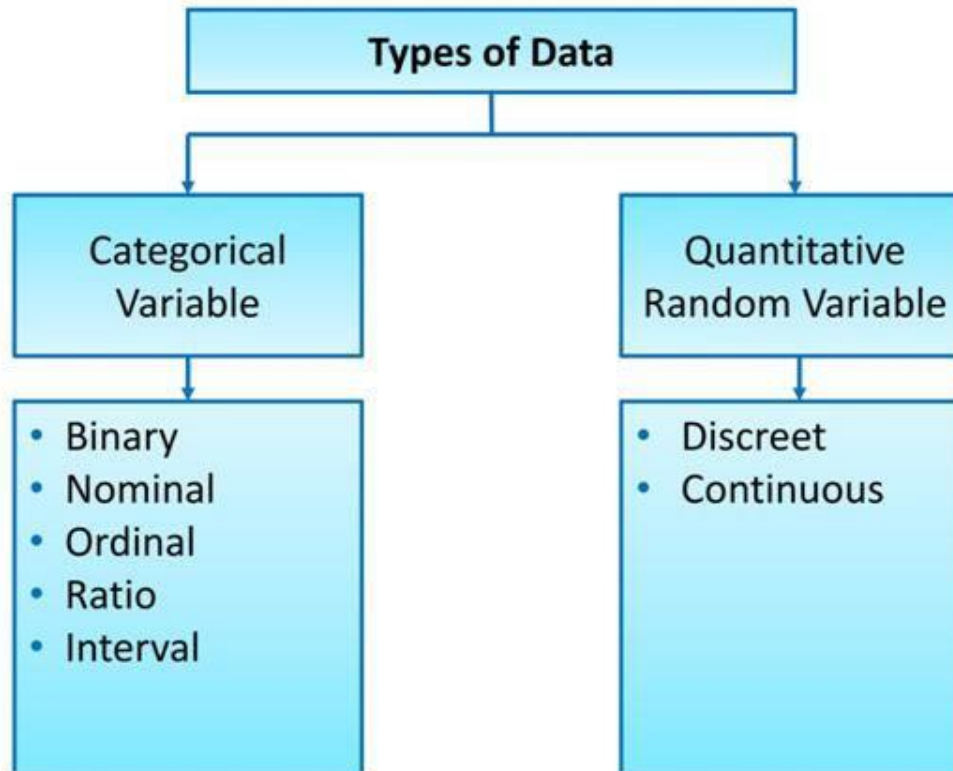 Types of Data
Categorical
Variable
Quantitative
Random Variable
• Binary
• Nominal
• Ordinal
• Ratio
• Interval
• Discreet
• Continuous